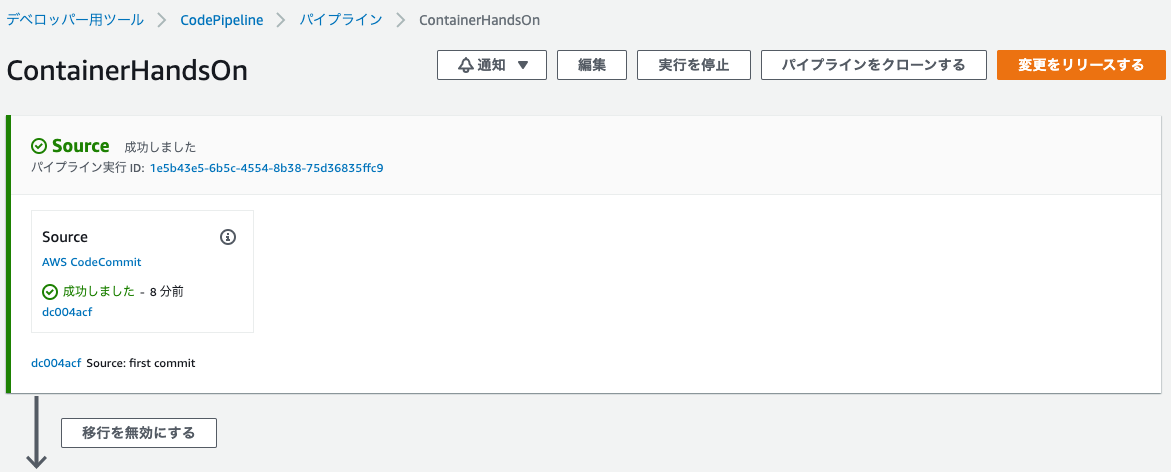 デベロッパー用ツール > CodePipeline > パイプライン > ContainerHandsOn
ContainerHandsOn
通知 ▼
編集
実行を停止
パイプラインをクローンする
変更をリリースする
Source 成功しました
パイプライン実行 ID: 1e5b43e5-6b5c-4554-8b38-75d36835ffc9
Source
AWS CodeCommit
成功しました - 8 分前
dc004acf
dc004acf Source: first commit
移行を無効にする